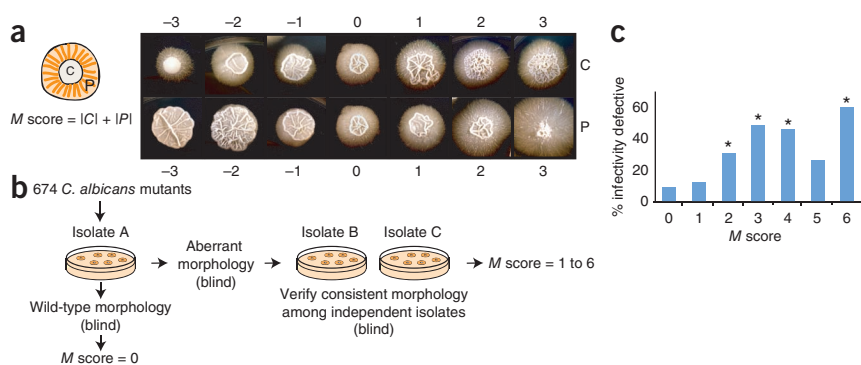 a
−3 −2 −1 0 1 2 3
C
P
C
P
M score = |C| + |P|
−3 −2 −1 0 1 2 3
b
674 C. albicans mutants
Isolate A
Wild-type morphology
(blind)
M score = 0
Aberrant
morphology
(blind)
Isolate B Isolate C
Verify consistent morphology
among independent isolates
(blind)
M score = 1 to 6
c
% infectivity defective
60
40
20
0
* * * *
0 1 2 3 4 5 6
M score